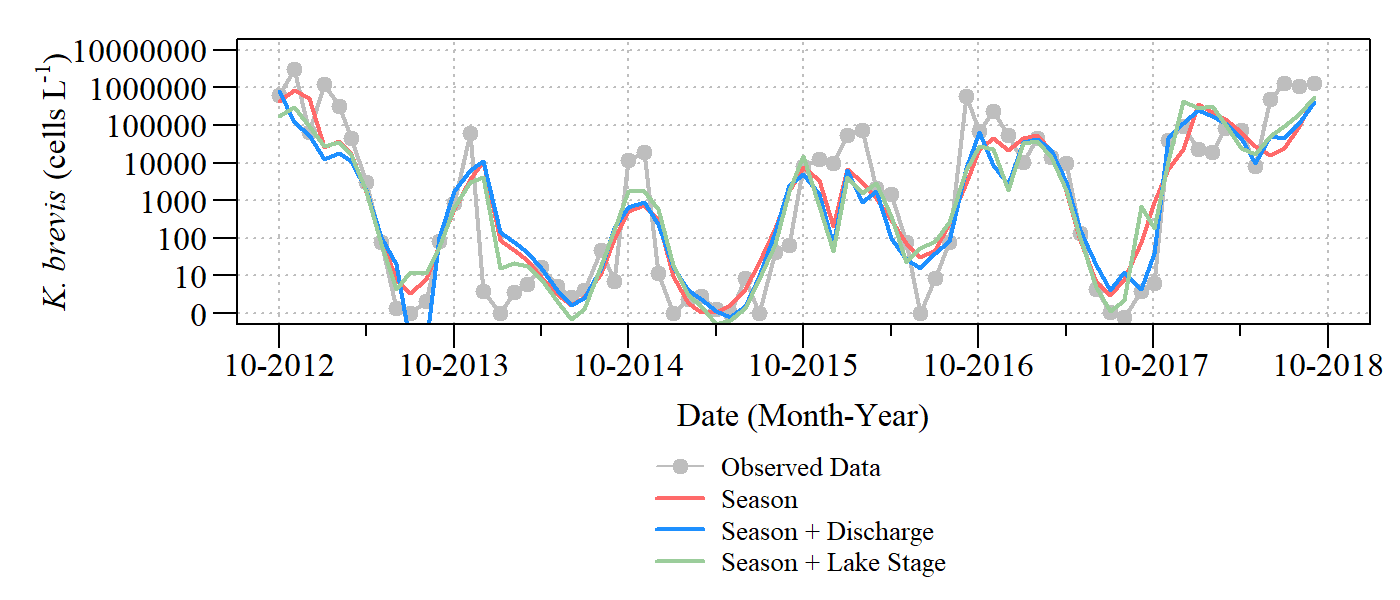 K. brevis (cells L-1)
10000000
1000000
100000
10000
1000
100
10
0
10-2012 10-2013 10-2014 10-2015 10-2016 10-2017 10-2018
Date (Month-Year)
Observed Data
Season
Season + Discharge
Season + Lake Stage